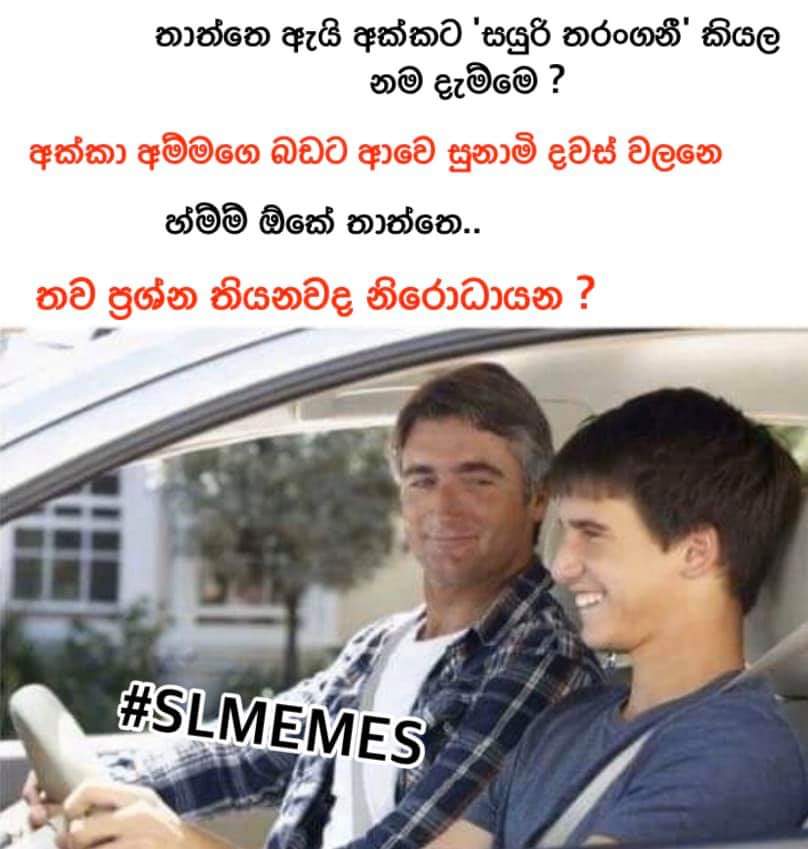 තාත්තෙ ඇයි අක්කට 'සයුරි තරංගනී' කියල
නම දැම්මෙ ?
අක්කා අම්මගෙ බඩට ආවෙ සුනාමි දවස් වලනෙ
හ්ම්ම් ඕකේ තාත්තෙ..
තව ප්‍රශ්න තියනවද නිරෝධායන ?
#SLMEMES